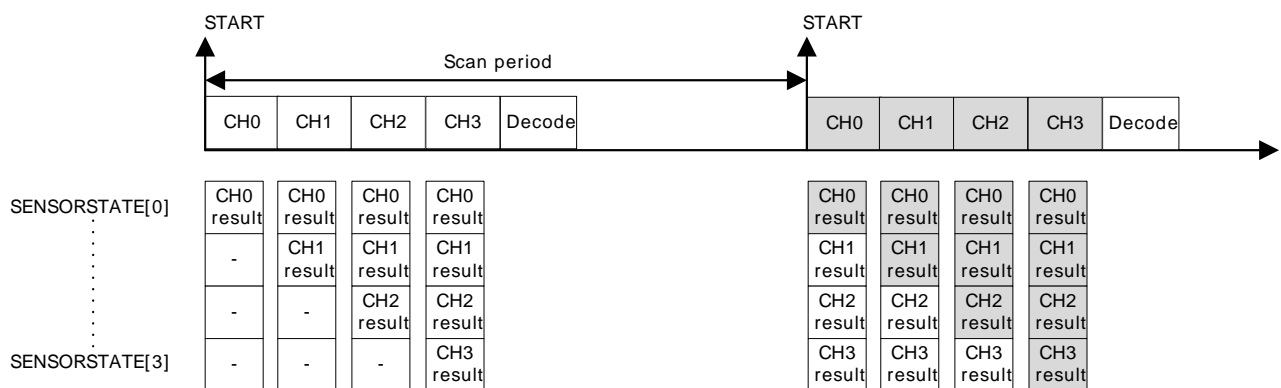 START START
Scan period
CH0 CH1 CH2 CH3 Decode CH0 CH1 CH2 CH3 Decode
SENSORSTATE[0] CH0 result CH0 result CH0 result CH0 result CH0 result CH0 result CH0 result CH0 result
- CH1 result CH1 result CH1 result CH1 result CH1 result CH1 result CH1 result
- - CH2 result CH2 result CH2 result CH2 result CH2 result CH2 result
SENSORSTATE[3] - - - CH3 result CH3 result CH3 result CH3 result CH3 result